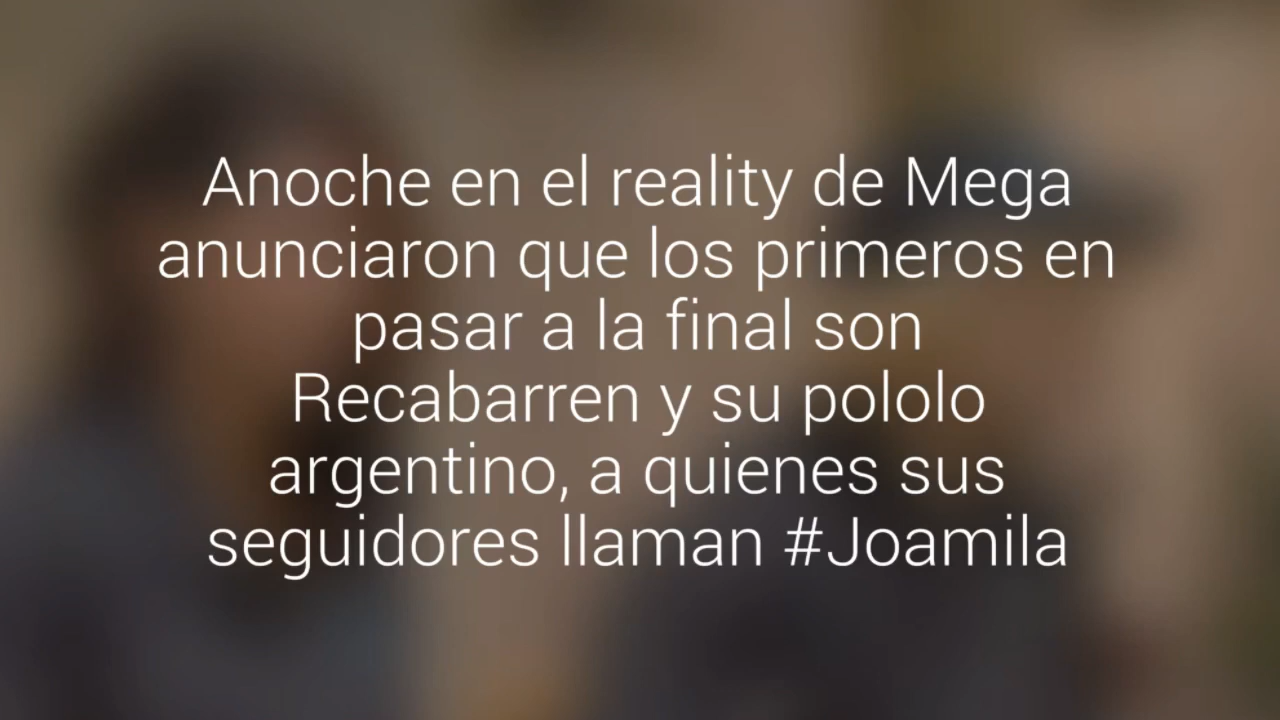 Anoche en el reality de Mega
anunciaron que los primeros en
pasar a la final son
Recabarren y su pololo
argentino, a quienes sus
seguidores llaman #Joamila